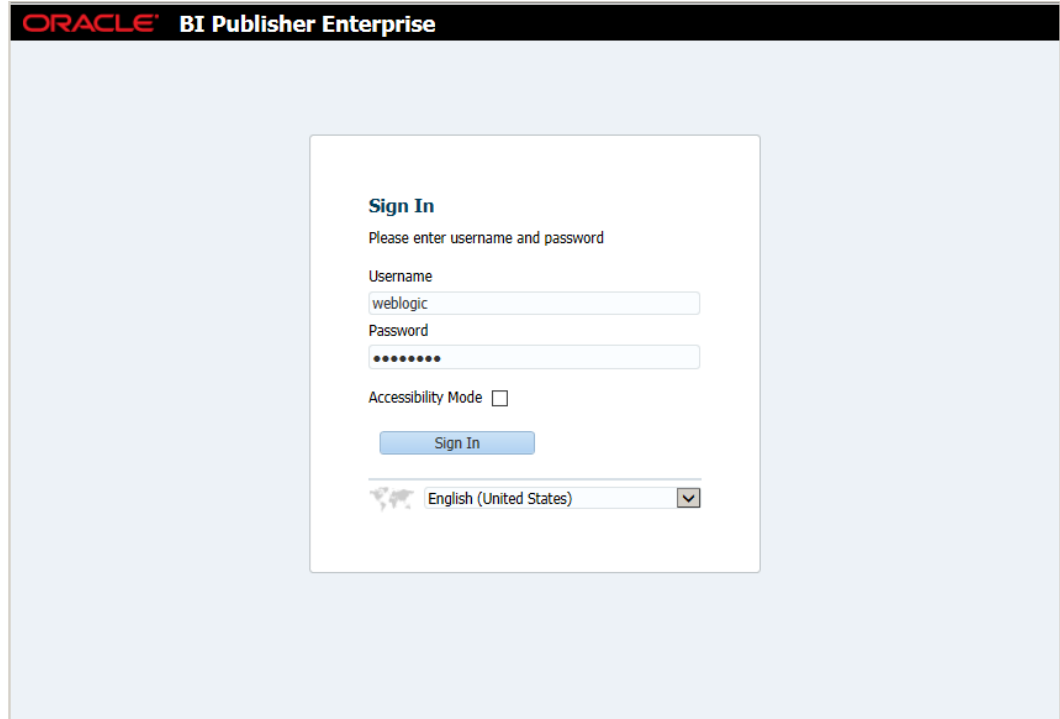 ORACLE® BI Publisher Enterprise
Sign In
Please enter username and password
Username
weblogic
Password
••••••••
Accessibility Mode
Sign In
English (United States)